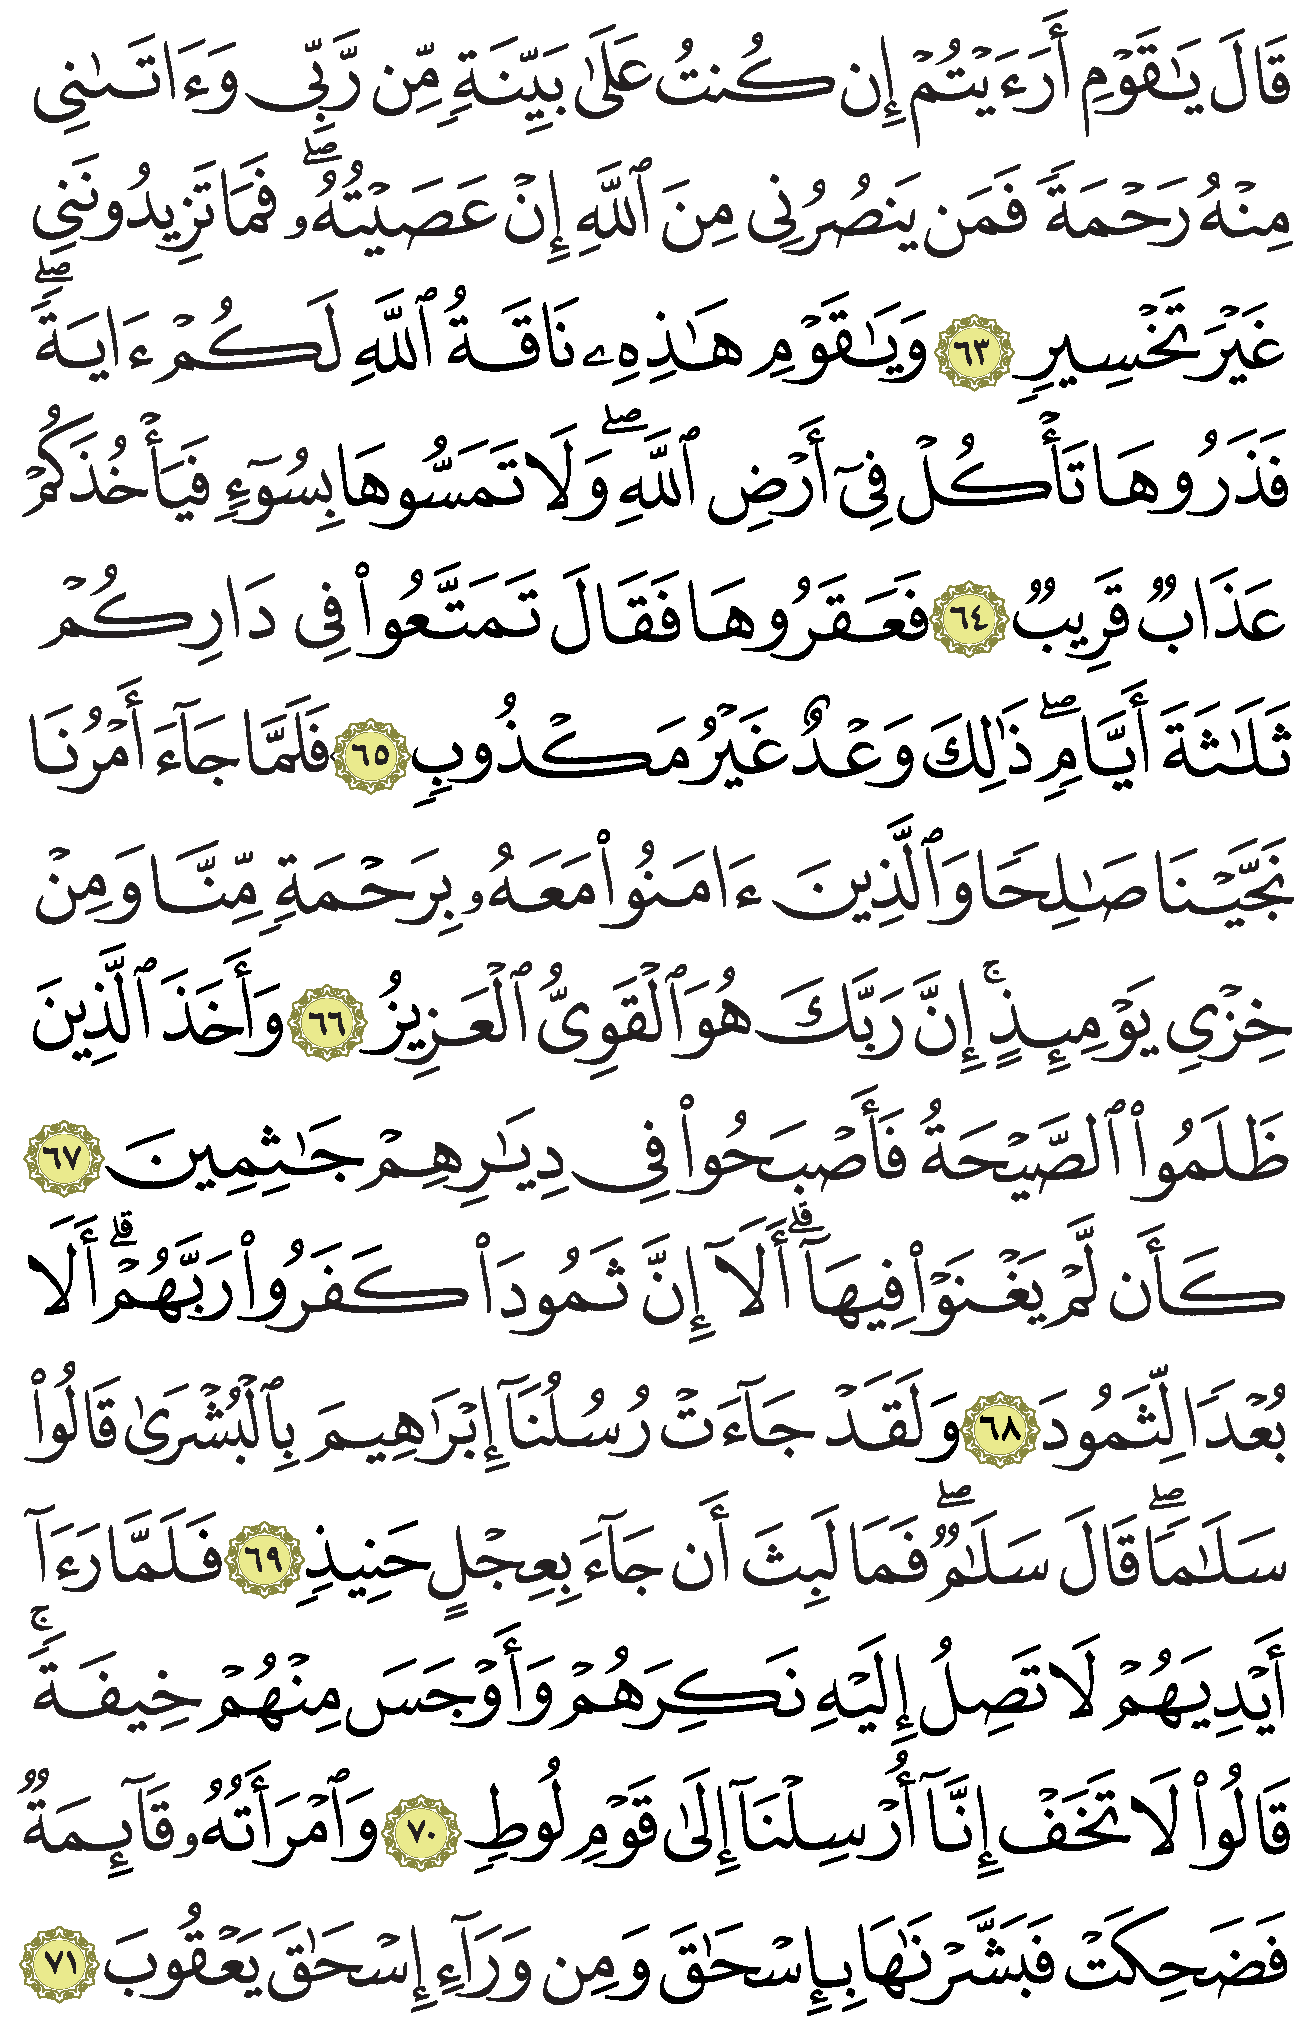 قَالَ يَـٰقَوْمِ أَرَءَيْتُمْ إِن كُنتُ عَلَىٰ بَيِّنَةٍ مِّن رَّبِّى وَءَاتَىٰنِى
مِنْهُ رَحْمَةً فَمَن يَنصُرُنِى مِنَ ٱللَّهِ إِنْ عَصَيْتُهُۥ ۖ فَمَا تَزِيدُونَنِى
غَيْرَ تَخْسِيرٍ ٦٣ وَيَـٰقَوْمِ هَـٰذِهِۦ نَاقَةُ ٱللَّهِ لَكُمْ ءَايَةً ۖ
فَذَرُوهَا تَأْكُلْ فِىٓ أَرْضِ ٱللَّهِ ۖ وَلَا تَمَسُّوهَا بِسُوٓءٍ فَيَأْخُذَكُمْ
عَذَابٌ قَرِيبٌ ٦٤ فَعَقَرُوهَا فَقَالَ تَمَتَّعُوا۟ فِى دَارِكُمْ
ثَلَـٰثَةَ أَيَّامٍ ۖ ذَٰلِكَ وَعْدٌ غَيْرُ مَكْذُوبٍ ٦٥ فَلَمَّا جَآءَ أَمْرُنَا
نَجَّيْنَا صَـٰلِحًا وَٱلَّذِينَ ءَامَنُوا۟ مَعَهُۥ بِرَحْمَةٍ مِّنَّا وَمِنْ
خِزْىِ يَوْمِئِذٍ ۚ إِنَّ رَبَّكَ هُوَ ٱلْقَوِىُّ ٱلْعَزِيزُ ٦٦ وَأَخَذَ ٱلَّذِينَ
ظَلَمُوا۟ ٱلصَّيْحَةُ فَأَصْبَحُوا۟ فِى دِيَـٰرِهِمْ جَـٰثِمِينَ ٦٧
كَأَن لَّمْ يَغْنَوْا۟ فِيهَآ ۗ أَلَآ إِنَّ ثَمُودَا۟ كَفَرُوا۟ رَبَّهُمْ ۗ أَلَا
بُعْدًا لِّثَمُودَ ٦٨ وَلَقَدْ جَآءَتْ رُسُلُنَآ إِبْرَٰهِيمَ بِٱلْبُشْرَىٰ قَالُوا۟
سَلَـٰمًا ۖ قَالَ سَلَـٰمٌ ۖ فَمَا لَبِثَ أَن جَآءَ بِعِجْلٍ حَنِيذٍ ٦٩ فَلَمَّا رَءَآ
أَيْدِيَهُمْ لَا تَصِلُ إِلَيْهِ نَكِرَهُمْ وَأَوْجَسَ مِنْهُمْ خِيفَةً ۚ
قَالُوا۟ لَا تَخَفْ إِنَّآ أُرْسِلْنَآ إِلَىٰ قَوْمِ لُوطٍ ٧٠ وَٱمْرَأَتُهُۥ قَآئِمَةٌ
فَضَحِكَتْ فَبَشَّرْنَـٰهَا بِإِسْحَـٰقَ وَمِن وَرَآءِ إِسْحَـٰقَ يَعْقُوبَ ٧١